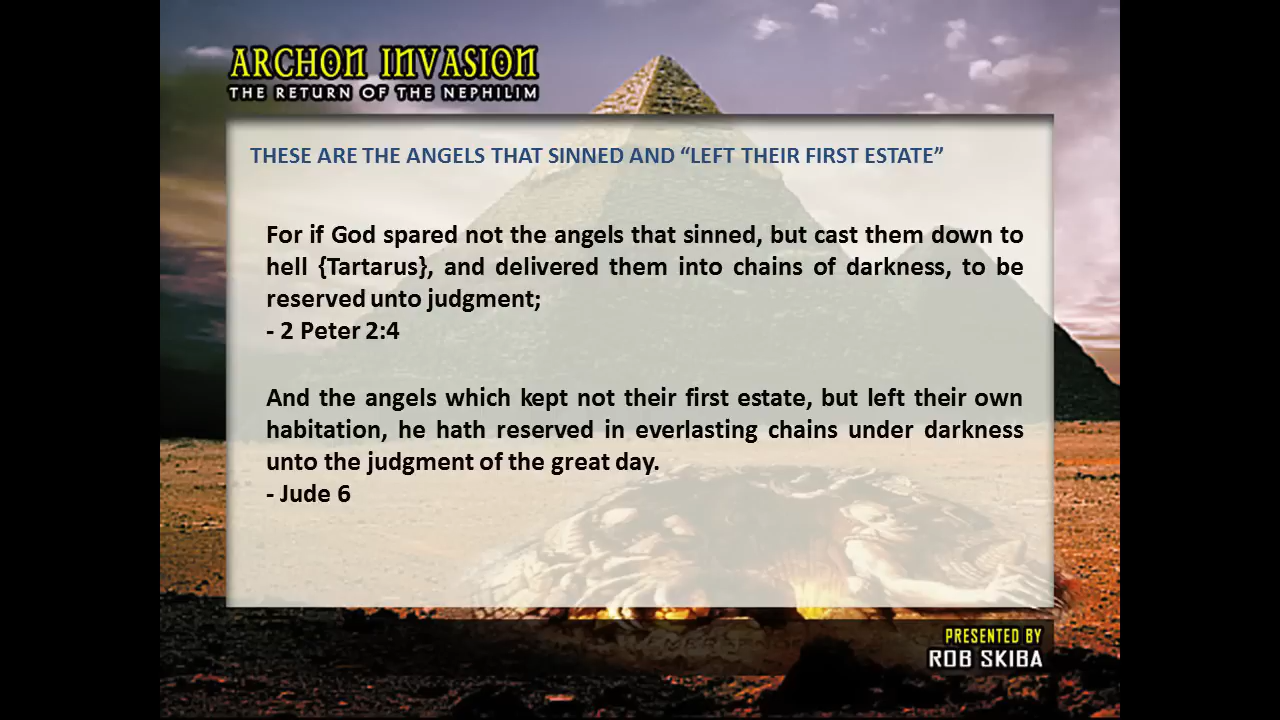 ARCHON INVASION
THE RETURN OF THE NEPHILIM
THESE ARE THE ANGELS THAT SINNED AND “LEFT THEIR FIRST ESTATE”
For if God spared not the angels that sinned, but cast them down to
hell {Tartarus}, and delivered them into chains of darkness, to be
reserved unto judgment;
- 2 Peter 2:4
And the angels which kept not their first estate, but left their own
habitation, he hath reserved in everlasting chains under darkness
unto the judgment of the great day.
- Jude 6
PRESENTED BY
ROB SKIBA